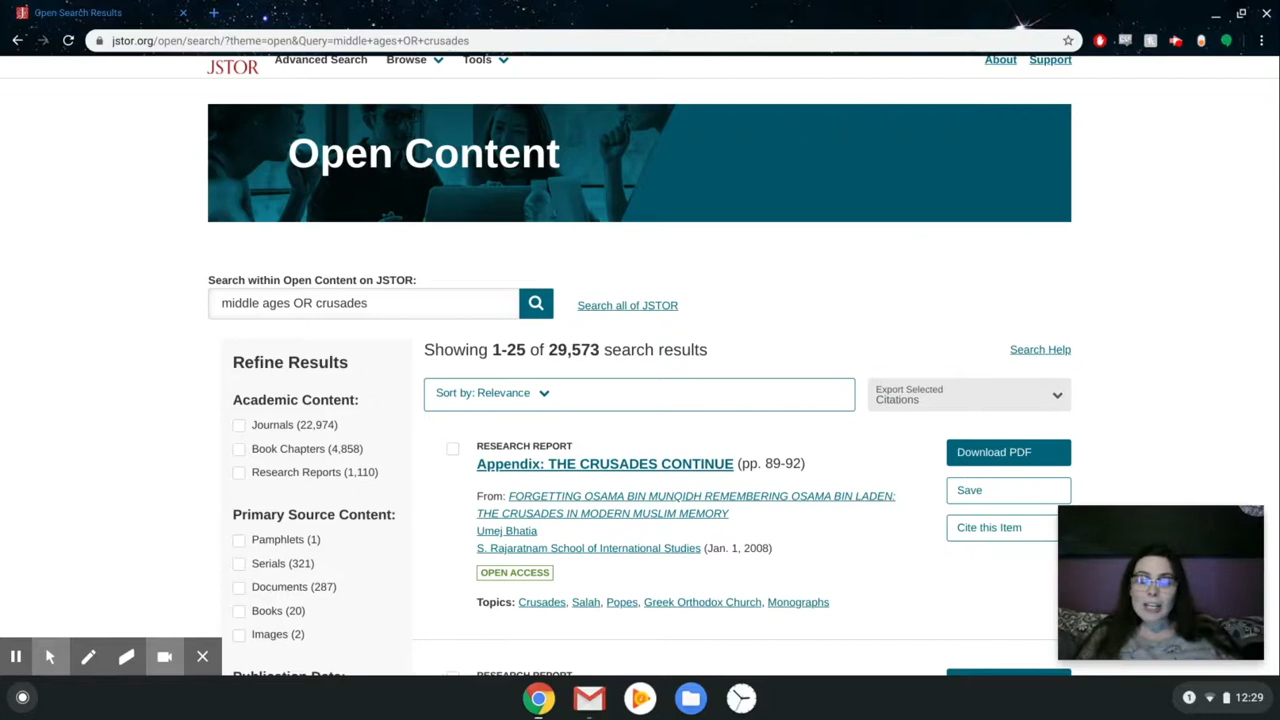 Open Search Results
jstor.org/open/search/?theme=open&Query=middle+ages+OR+crusades
JSTOR
Advanced Search
Browse
Tools
About
Support
Open Content
Search within Open Content on JSTOR:
middle ages OR crusades
Search all of JSTOR
Refine Results
Academic Content:
Journals (22,974)
Book Chapters (4,858)
Research Reports (1,110)
Primary Source Content:
Pamphlets (1)
Serials (321)
Documents (287)
Books (20)
Images (2)
Publication Date:
Showing 1-25 of 29,573 search results
Search Help
Sort by: Relevance
Export Selected
Citations
RESEARCH REPORT
Appendix: THE CRUSADES CONTINUE (pp. 89-92)
From: FORGETTING OSAMA BIN MUNQIDH REMEMBERING OSAMA BIN LADEN:
THE CRUSADES IN MODERN MUSLIM MEMORY
Umej Bhatia
S. Rajaratnam School of International Studies (Jan. 1, 2008)
OPEN ACCESS
Topics: Crusades, Salah, Popes, Greek Orthodox Church, Monographs
Download PDF
Save
Cite this Item
RESEARCH REPORT
1
12:29